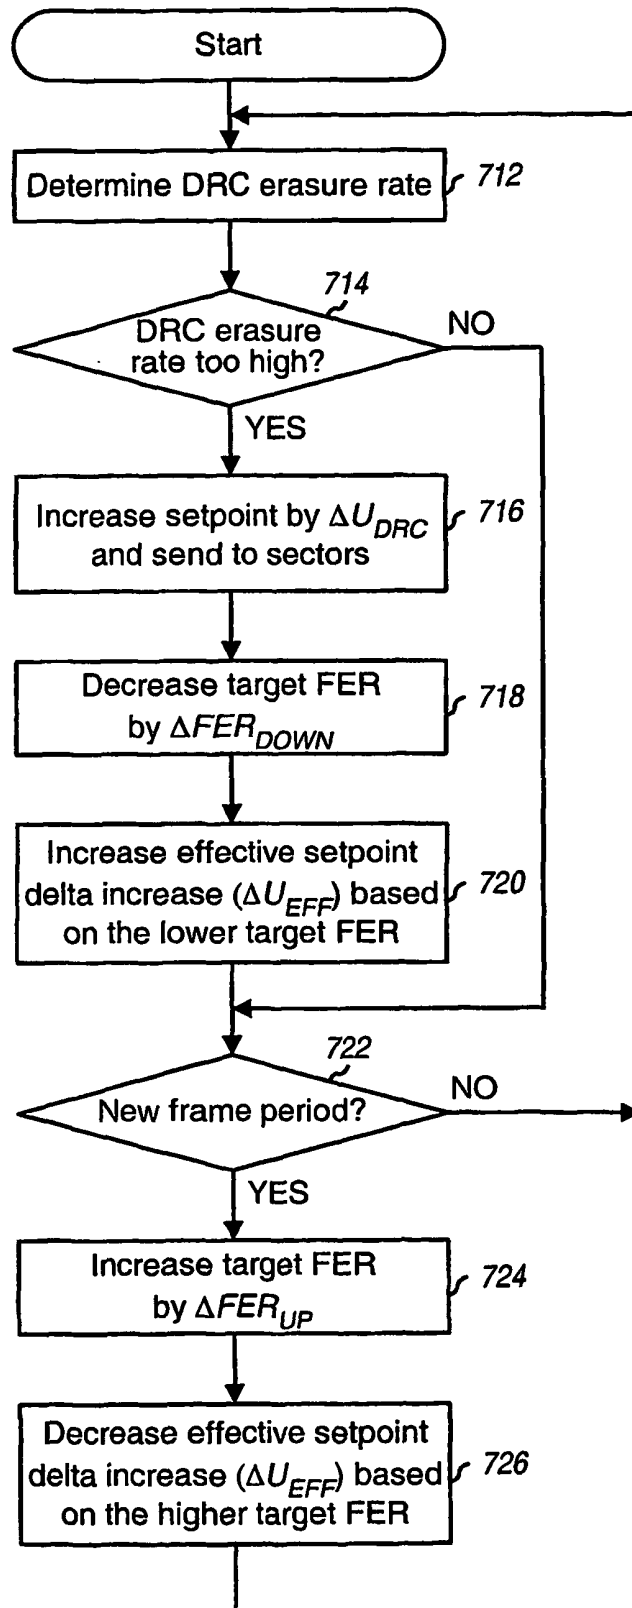 Start
Determine DRC erasure rate
712
714
DRC erasure
rate too high?
NO
YES
Increase setpoint by ΔU_DRC
and send to sectors
716
Decrease target FER
by ΔFER_DOWN
718
Increase effective setpoint
delta increase (ΔU_EFF) based
on the lower target FER
720
722
New frame period?
NO
YES
Increase target FER
by ΔFER_UP
724
Decrease effective setpoint
delta increase (ΔU_EFF) based
on the higher target FER
726